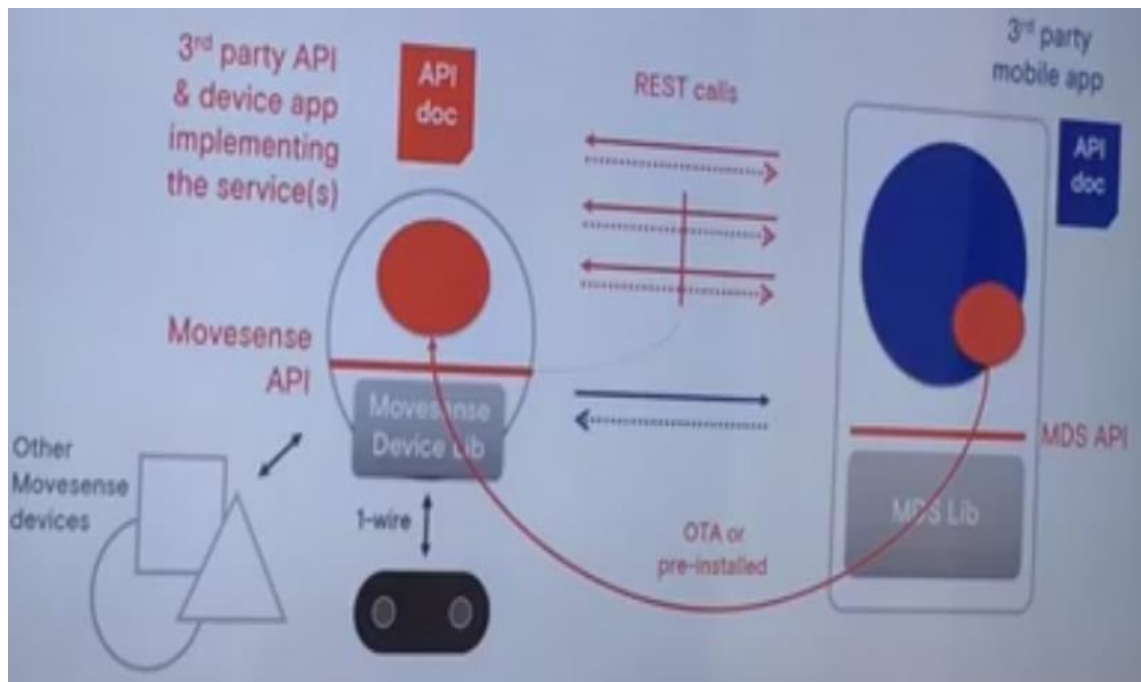 3rd party API
& device app
implementing
the service(s)
API
doc
REST calls
3rd party
mobile app
API
doc
Movesense
API
Movesense
Device Lib
Other
Movesense
devices
1-wire
OTA or
pre-installed
MDS API
MDS Lib